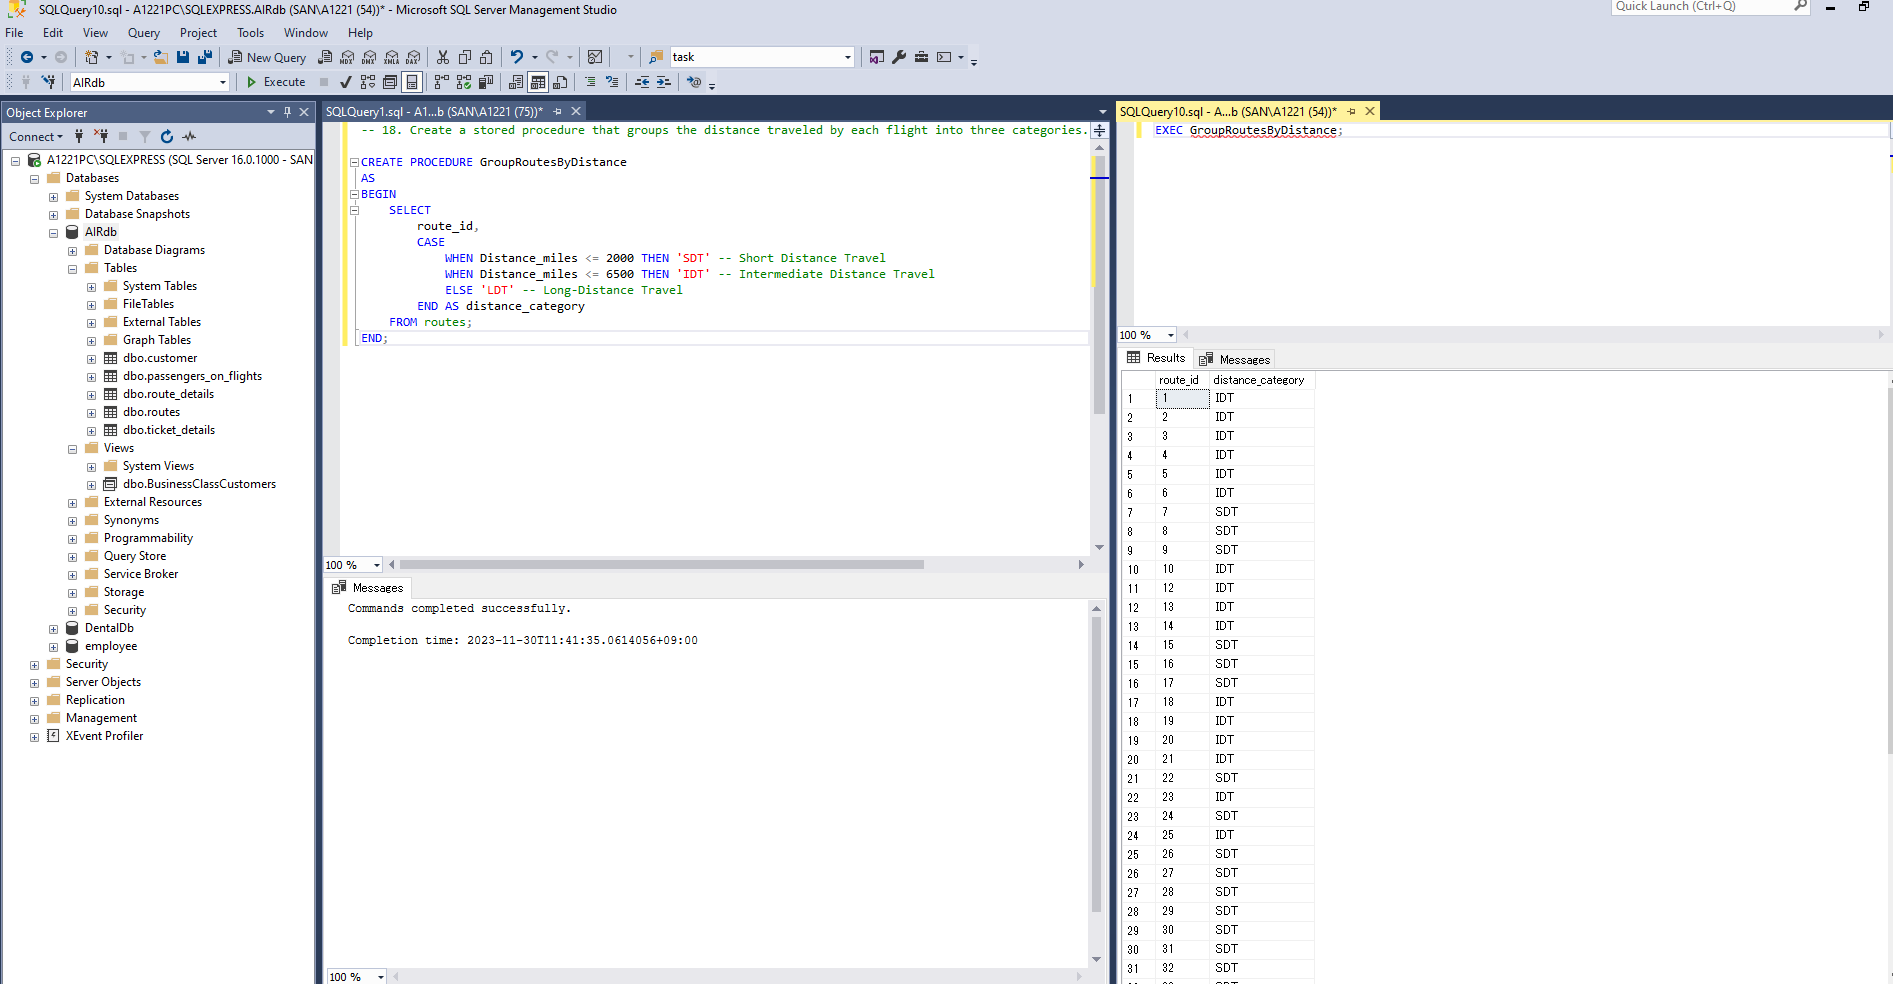 SQLQuery10.sql - A1221PC\SQLEXPRESS.AIRdb (SAN\A1221 (54))* - Microsoft SQL Server Management Studio
Quick Launch (Ctrl+Q)
File Edit View Query Project Tools Window Help
New Query
MDX DMX XMLA DAX
task
AIRdb
Execute
Object Explorer
Connect
A1221PC\SQLEXPRESS (SQL Server 16.0.1000 - SAN
Databases
System Databases
Database Snapshots
AIRdb
Database Diagrams
Tables
System Tables
FileTables
External Tables
Graph Tables
dbo.customer
dbo.passengers_on_flights
dbo.route_details
dbo.routes
dbo.ticket_details
Views
System Views
dbo.BusinessClassCustomers
External Resources
Synonyms
Programmability
Query Store
Service Broker
Storage
Security
DentalDb
employee
Security
Server Objects
Replication
Management
XEvent Profiler
SQLQuery1.sql - A1...b (SAN\A1221 (75))*
-- 18. Create a stored procedure that groups the distance traveled by each flight into three categories.
CREATE PROCEDURE GroupRoutesByDistance
AS
BEGIN
SELECT
route_id,
CASE
WHEN Distance_miles <= 2000 THEN 'SDT' -- Short Distance Travel
WHEN Distance_miles <= 6500 THEN 'IDT' -- Intermediate Distance Travel
ELSE 'LDT' -- Long-Distance Travel
END AS distance_category
FROM routes;
END;
100 %
Messages
Commands completed successfully.
Completion time: 2023-11-30T11:41:35.0614056+09:00
100 %
SQLQuery10.sql - A...b (SAN\A1221 (54))*
EXEC GroupRoutesByDistance;
100 %
Results Messages
route_id distance_category
1 1 IDT
2 2 IDT
3 3 IDT
4 4 IDT
5 5 IDT
6 6 IDT
7 7 SDT
8 8 SDT
9 9 SDT
10 10 IDT
11 12 IDT
12 13 IDT
13 14 IDT
14 15 SDT
15 16 SDT
16 17 SDT
17 18 IDT
18 19 IDT
19 20 IDT
20 21 IDT
21 22 SDT
22 23 IDT
23 24 SDT
24 25 IDT
25 26 SDT
26 27 SDT
27 28 SDT
28 29 SDT
29 30 SDT
30 31 SDT
31 32 SDT